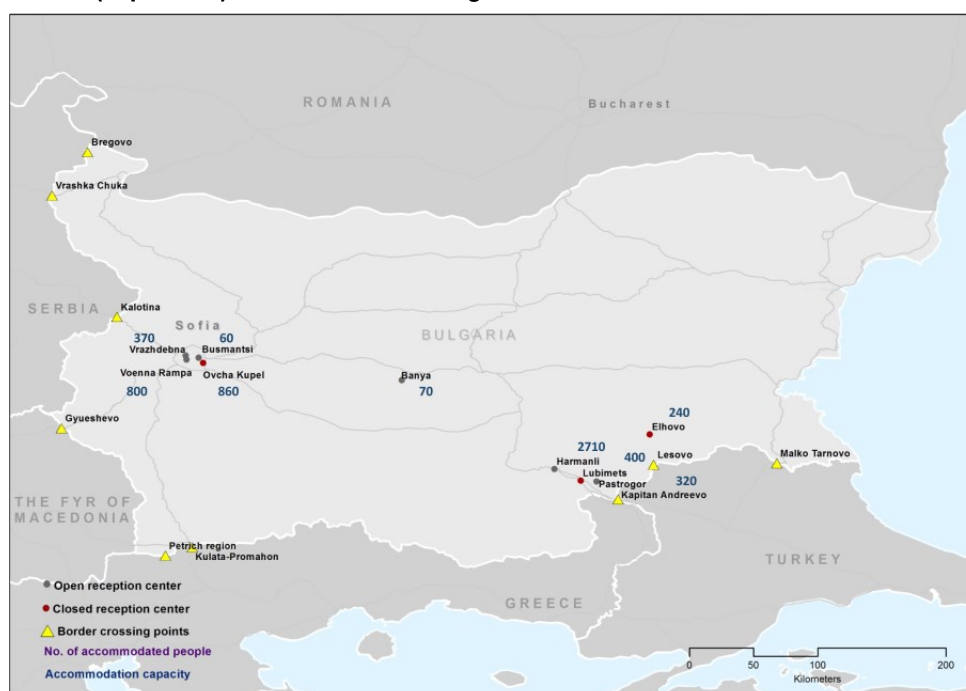 ROMANIA
Bucharest
Bregovo
Vrashka Chuka
SERBIA
Kalotina
Sofia
370
60
BULGARIA
Vrazhdebna
Busmantsi
Voenna Rampa
Ovcha Kupel
Banya
800
860
70
Gyueshevo
240
Elhovo
2710
400
Lesovo
Malko Tarnovo
Harmanli
Lubimets
320
Pastrogor
Kapitan Andreevo
THE FYR OF
MACEDONIA
Petrich region
Kulata-Promahon
TURKEY
GREECE
Open reception center
Closed reception center
Border crossing points
No. of accommodated people
Accommodation capacity
0 50 100 200
Kilometers